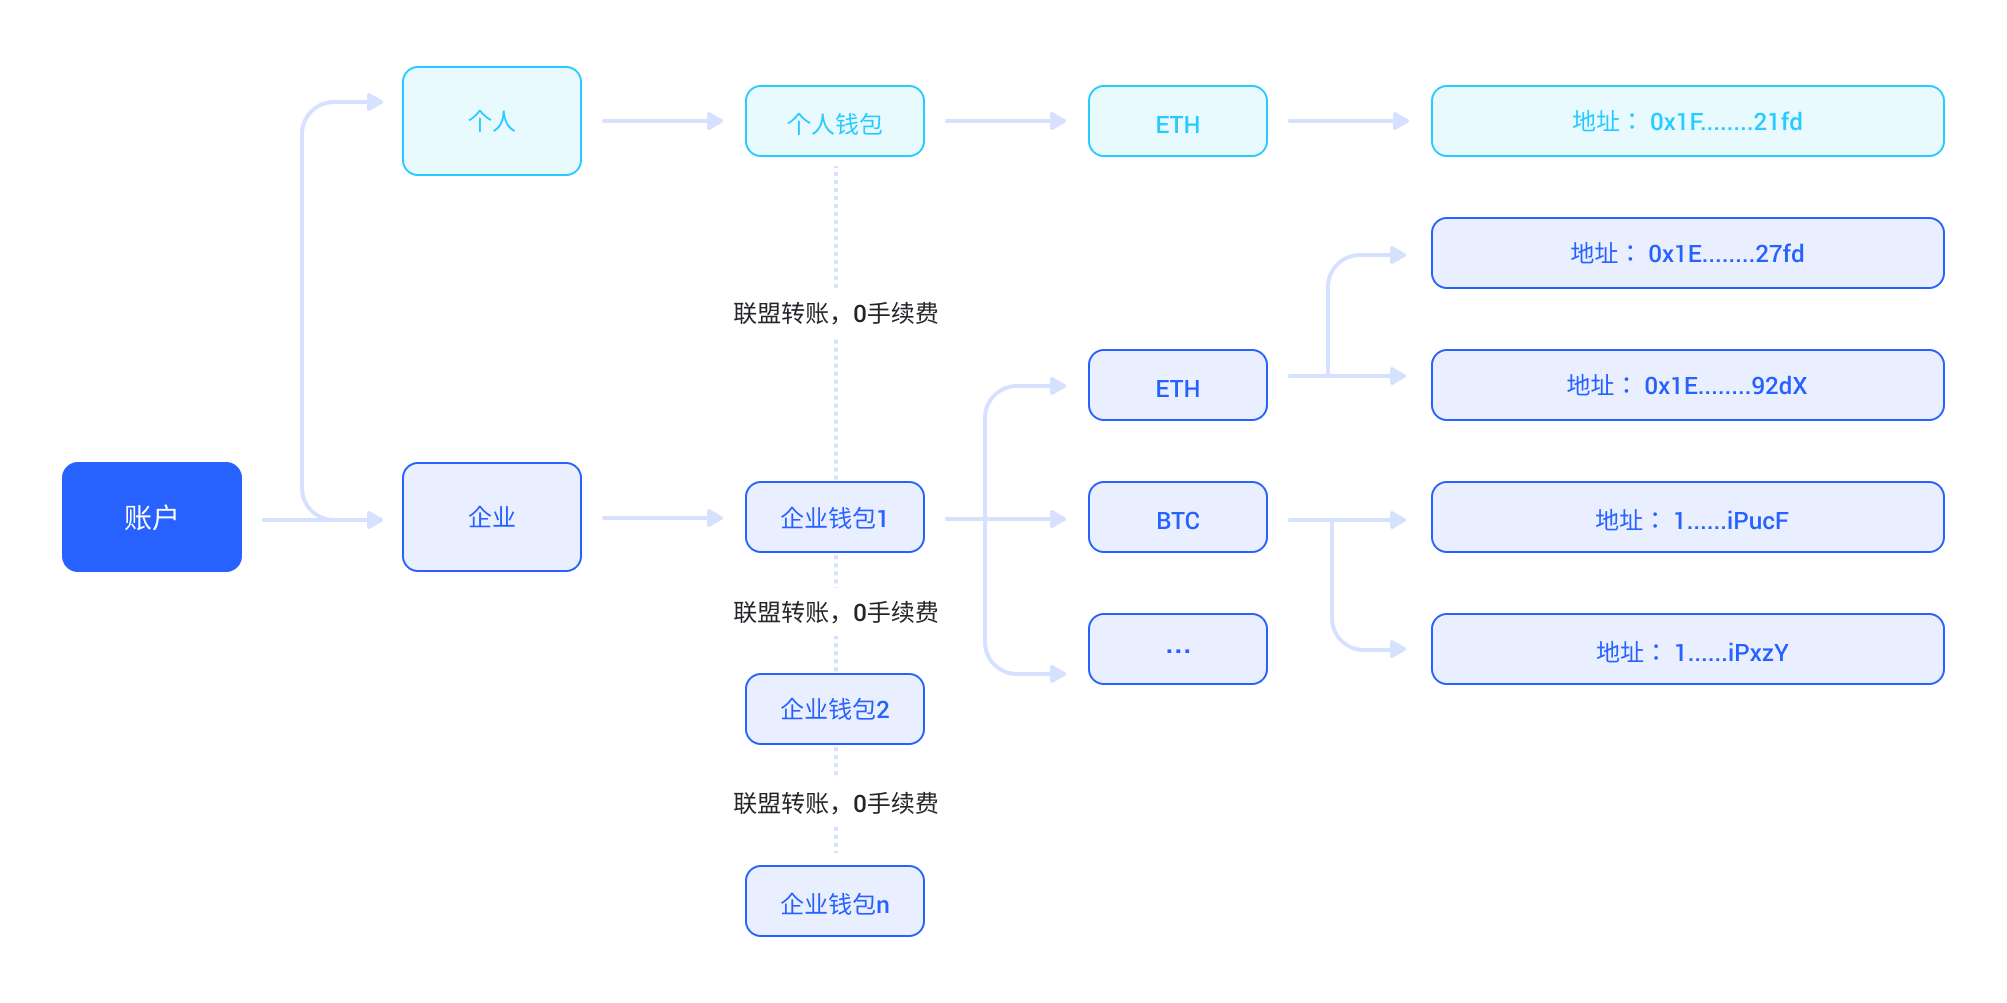 个人
个人钱包
ETH
地址： 0x1F........21fd
地址： 0x1E........27fd
联盟转账，0手续费
ETH
地址： 0x1E........92dX
账户
企业
企业钱包1
BTC
地址： 1......iPucF
联盟转账，0手续费
...
地址： 1......iPxzY
企业钱包2
联盟转账，0手续费
企业钱包n